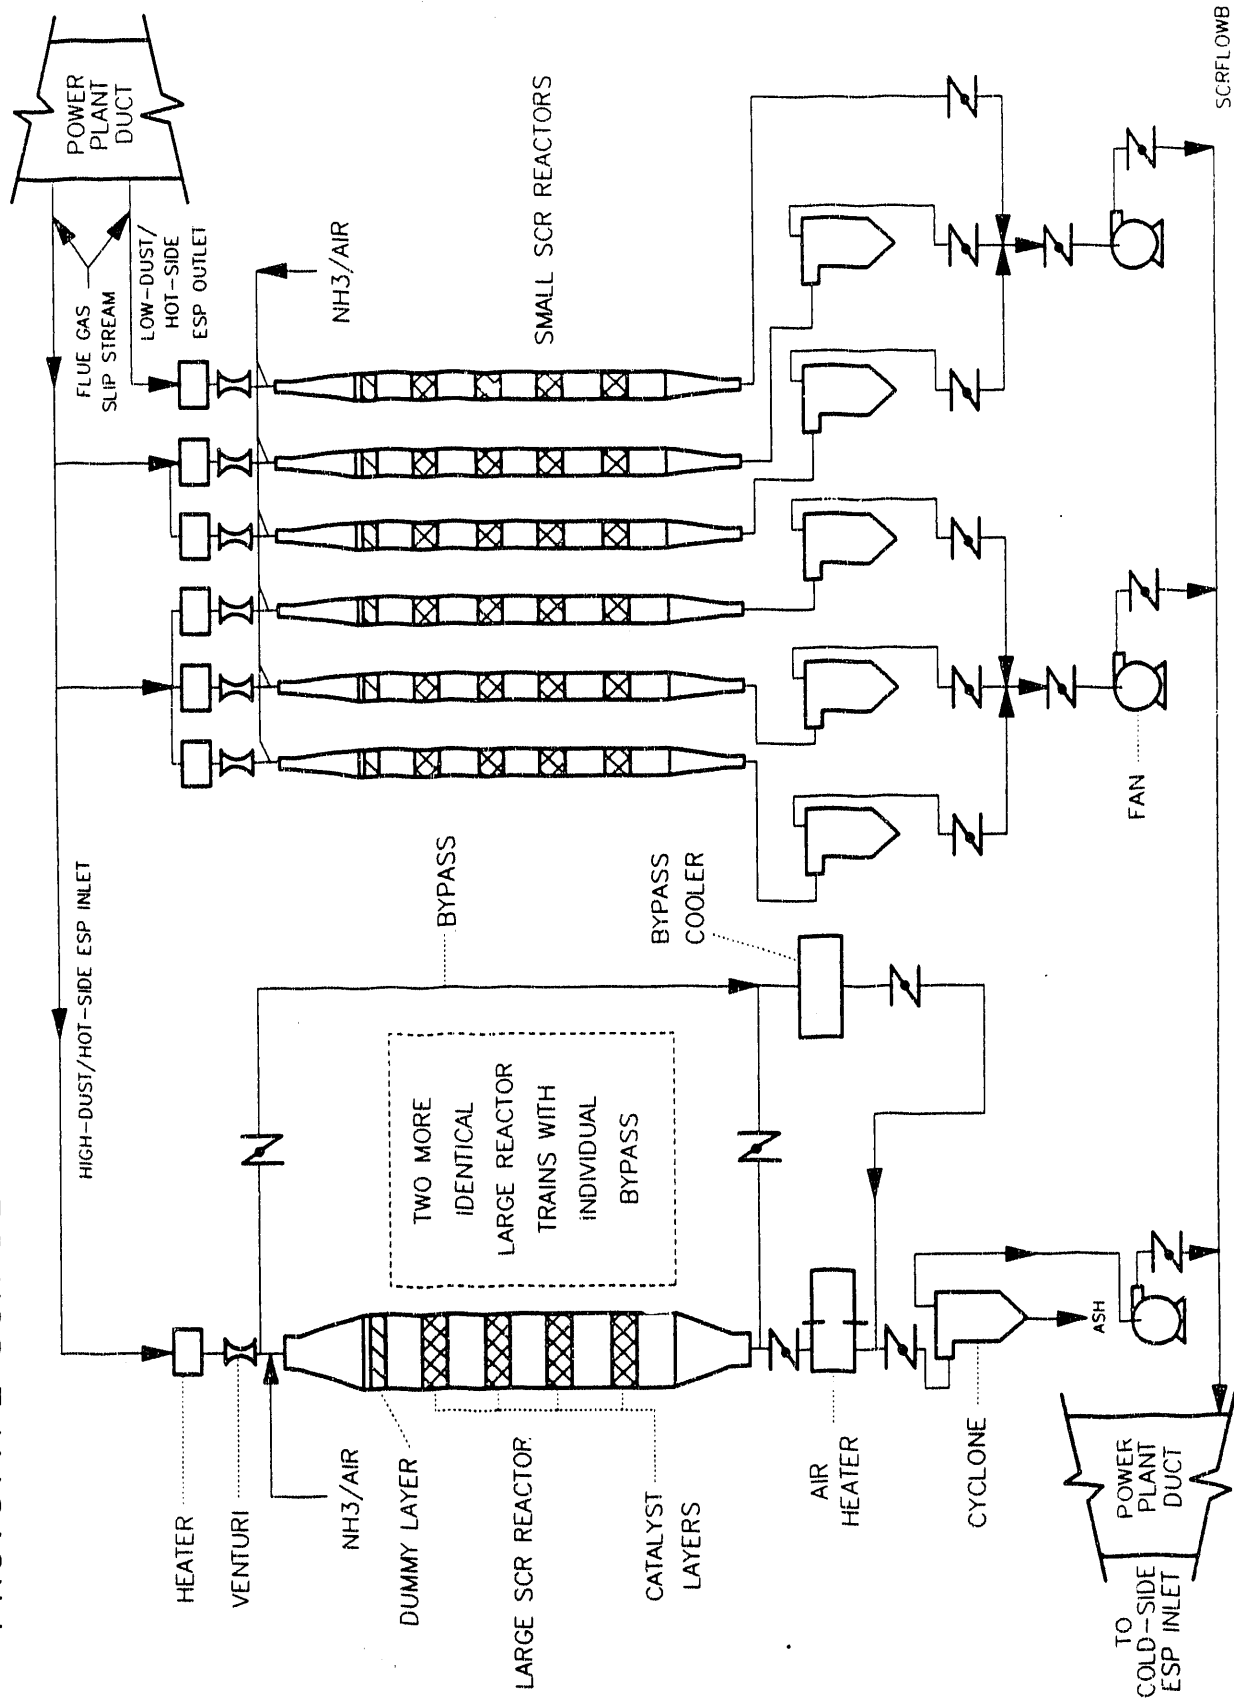 POWER
PLANT
DUCT
FLUE GAS
SLIP STREAM
LOW-DUST/
HOT-SIDE
ESP OUTLET
HIGH-DUST/HOT-SIDE ESP INLET
NH3/AIR
SMALL SCR REACTORS
HEATER
VENTURI
NH3/AIR
DUMMY LAYER
LARGE SCR REACTOR
CATALYST
LAYERS
BYPASS
TWO MORE
IDENTICAL
LARGE REACTOR
TRAINS WITH
INDIVIDUAL
BYPASS
BYPASS
COOLER
AIR
HEATER
CYCLONE
ASH
FAN
POWER
PLANT
DUCT
TO
COLD-SIDE
ESP INLET
SCRFLOWB